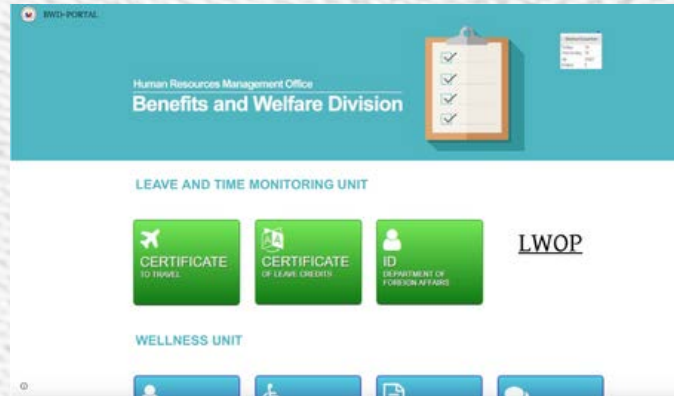 BWD-PORTAL
Human Resources Management Office
Benefits and Welfare Division
LEAVE AND TIME MONITORING UNIT
CERTIFICATE
TO TRAVEL
CERTIFICATE
OF LEAVE CREDITS
ID
DEPARTMENT OF
FOREIGN AFFAIRS
LWOP
WELLNESS UNIT